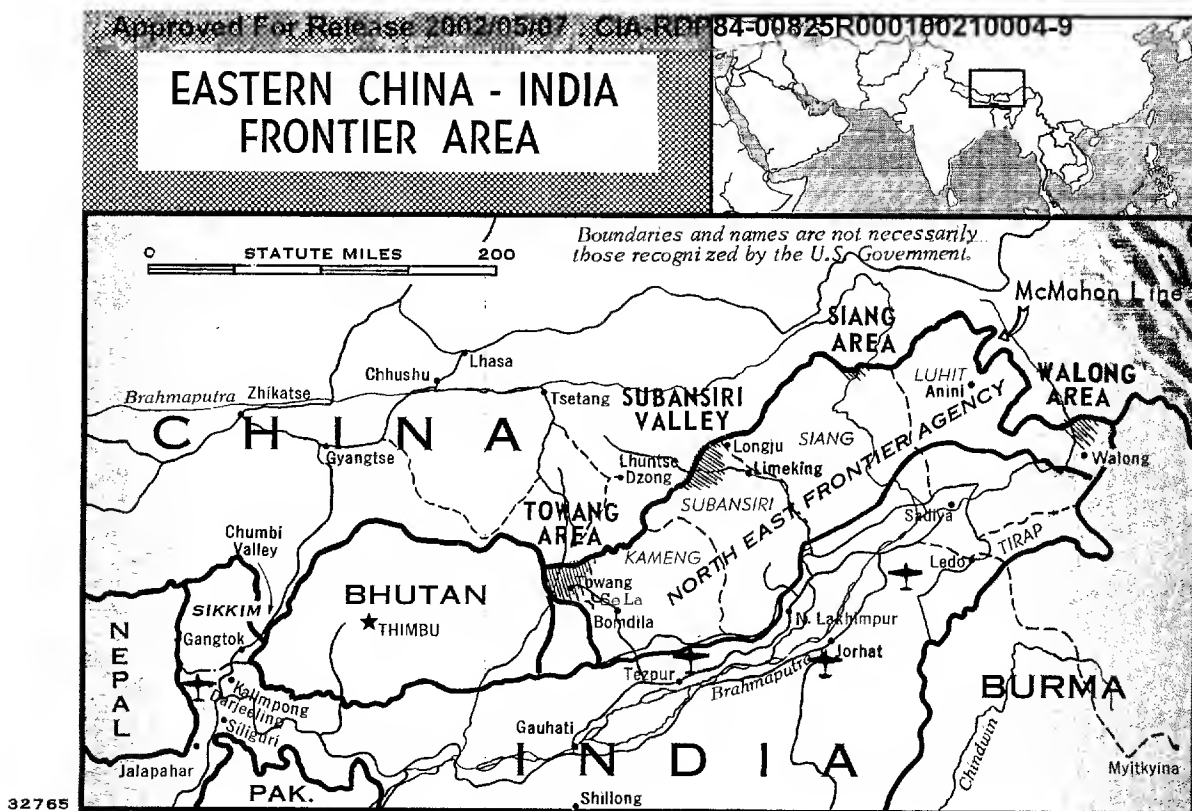 Approved For Release 2002/05/07 : CIA-RDP84-00825R000100210004-9
EASTERN CHINA - INDIA
FRONTIER AREA
0 STATUTE MILES 200
Boundaries and names are not necessarily
those recognized by the U.S. Government.
McMahon Line
SIANG
AREA
Lhasa
Chhushu
LUHIT
Anini
WALONG
AREA
Brahmaputra
Zhikatse
Tsetang
SUBANSIRI
VALLEY
CHINA
Gyangtse
Longju
SIANG
Walong
Lhuntse
Dzong
Limeking
NORTH EAST FRONTIER AGENCY
SUBANSIRI
TOWANG
AREA
Sadiya
Chumbi
Valley
KAMENG
TIRAP
Ledo
Towang
Se La
Bomdila
BHUTAN
THIMBU
SIKKIM
Gangtok
NEPAL
N. Lakhimpur
Jorhat
Tezpur
Brahmaputra
BURMA
Kalimpong
Darjeeling
Siliguri
Gauhati
INDIA
Chindwin
Jalapahar
Myitkyina
PAK.
Shillong
32765